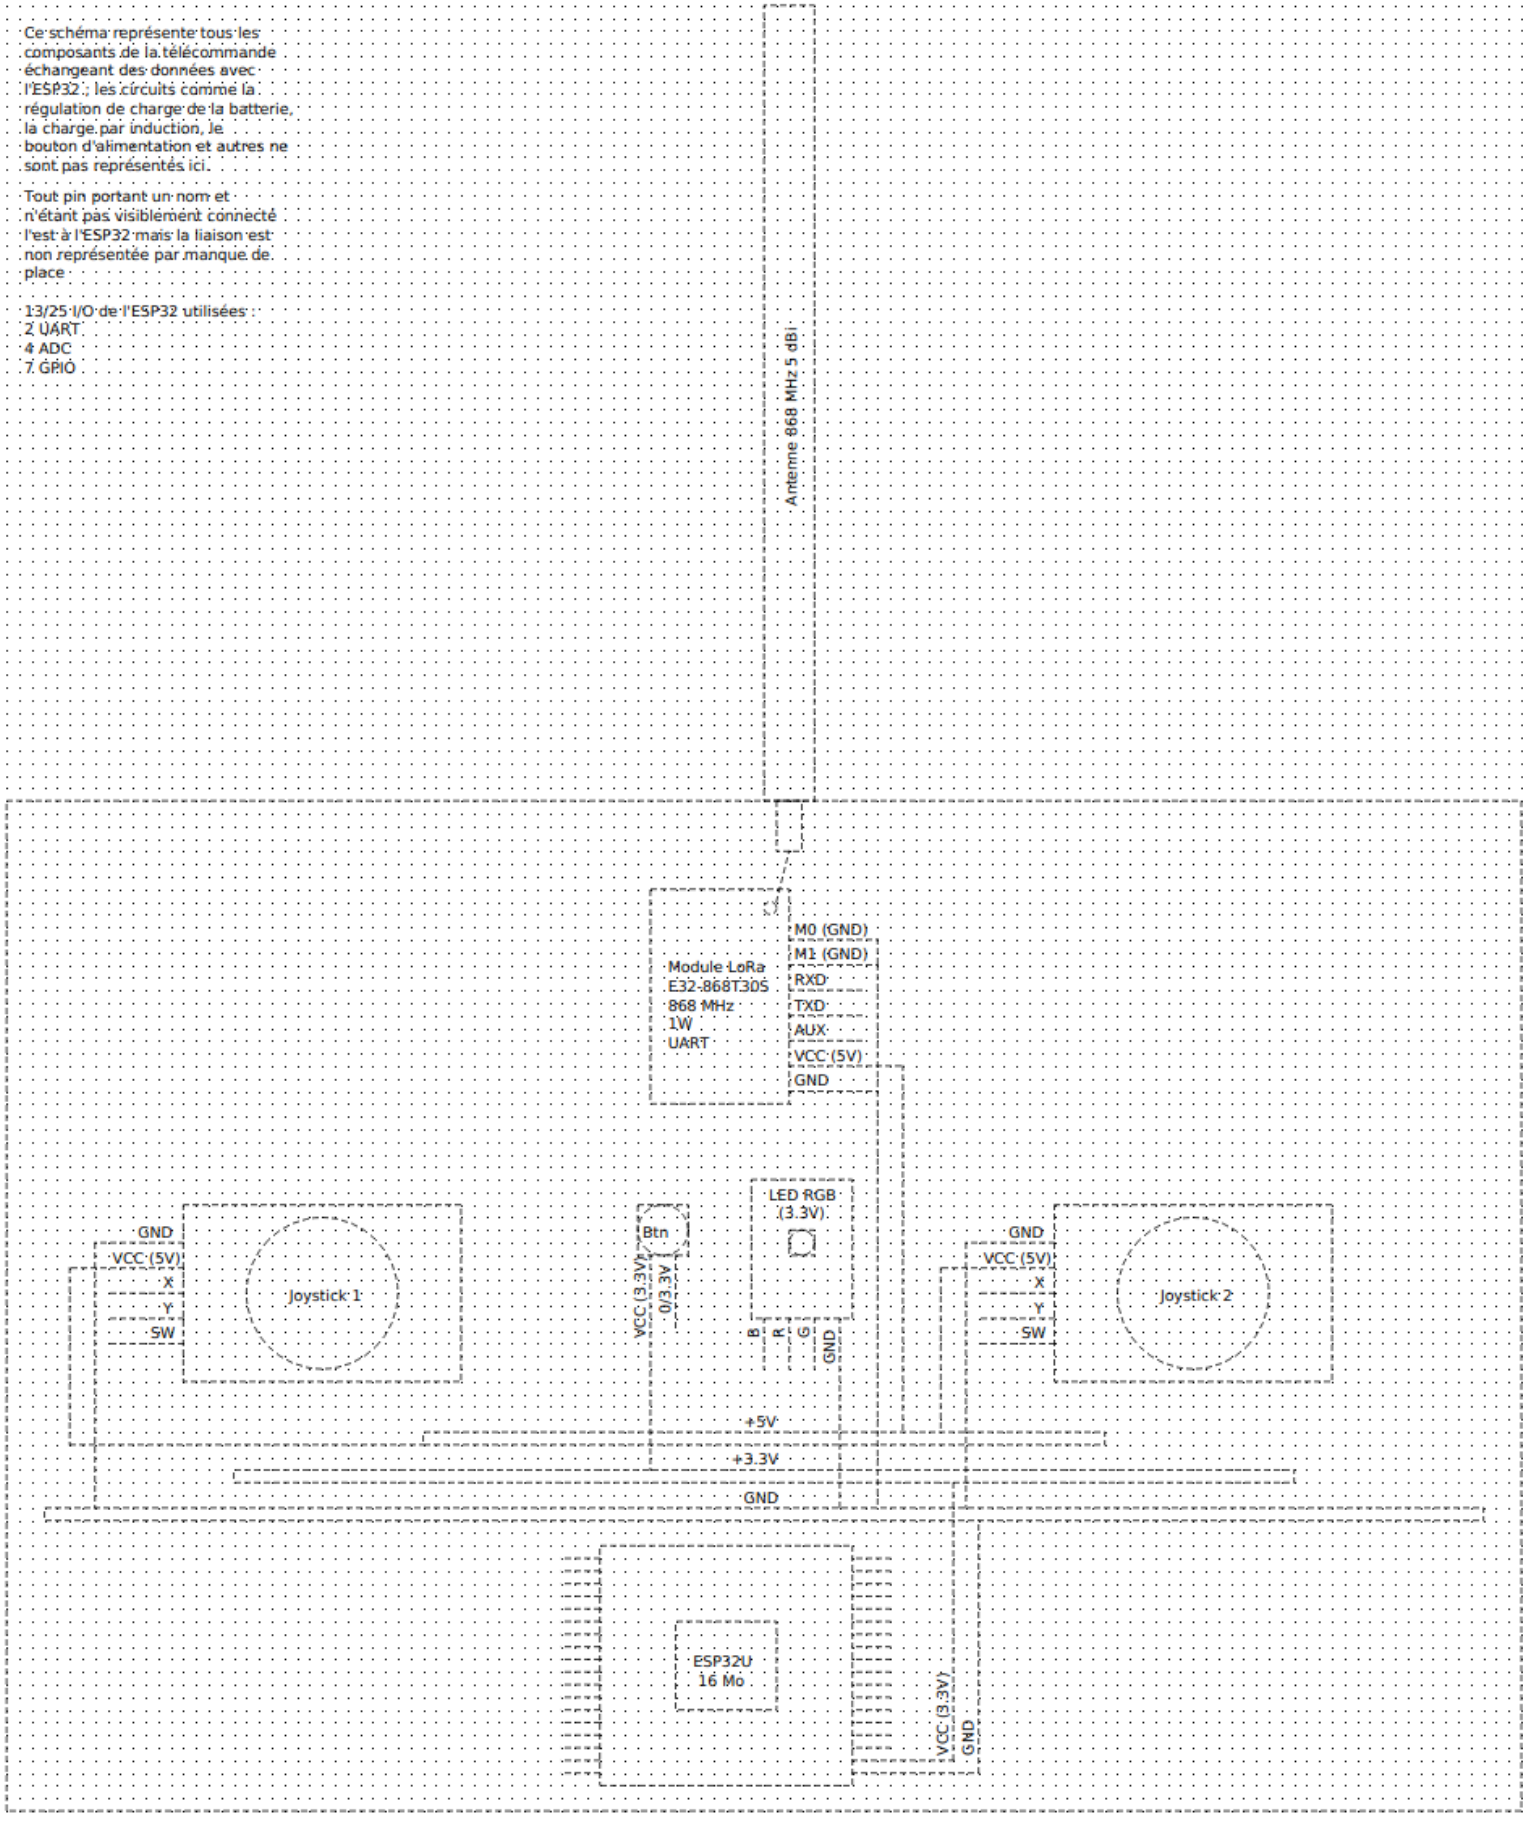 Ce schéma représente tous les
composants de la télécommande
échangeant des données avec
l'ESP32 ; les circuits comme la
régulation de charge de la batterie,
la charge par induction, le
bouton d'alimentation et autres ne
sont pas représentés ici.
Tout pin portant un nom et
n'étant pas visiblement connecté
l'est à l'ESP32 mais la liaison est
non représentée par manque de
place
13/25 I/O de l'ESP32 utilisées :
2 UART
4 ADC
7 GPIO
Antenne 868 MHz 5 dBi
Module LoRa
E32-868T30S
868 MHz
1W
UART
M0 (GND)
M1 (GND)
RXD
TXD
AUX
VCC (5V)
GND
GND
VCC (5V)
X
Y
SW
Joystick 1
Btn
VCC (3.3V)
0/3.3V
LED RGB
(3.3V)
B
R
G
GND
GND
VCC (5V)
X
Y
SW
Joystick 2
+5V
+3.3V
GND
ESP32U
16 Mo
VCC (3.3V)
GND